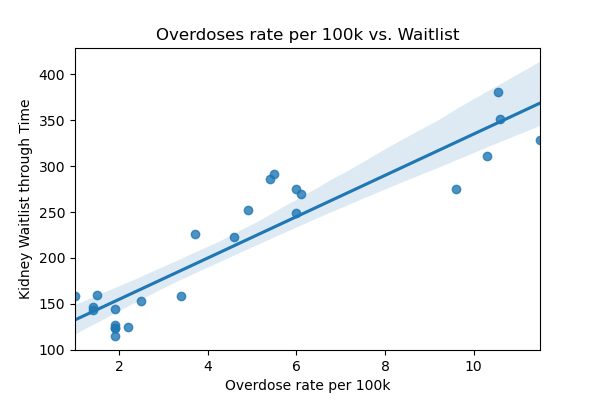 Overdoses rate per 100k vs. Waitlist
Kidney Waitlist through Time
400
350
300
250
200
150
100
2 4 6 8 10
Overdose rate per 100k